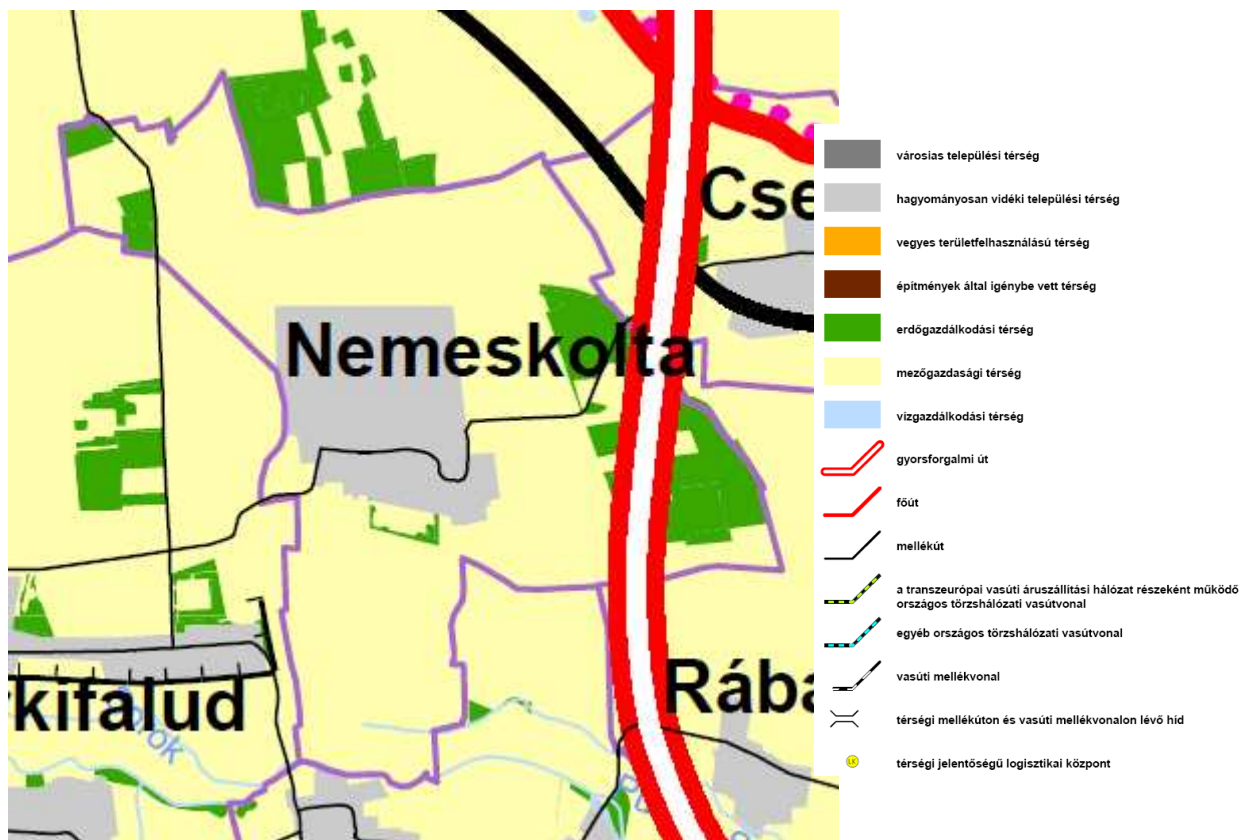 Cse
Nemeskolta
Rába
kifalud
városias települési térség
hagyományosan vidéki települési térség
vegyes területfelhasználású térség
építmények által igénybe vett térség
erdőgazdálkodási térség
mezőgazdasági térség
vízgazdálkodási térség
gyorsforgalmi út
főút
mellékút
a transzeurópai vasúti áruszállítási hálózat részeként működő
országos törzshálózati vasútvonal
egyéb országos törzshálózati vasútvonal
vasúti mellékvonal
térségi mellékúton és vasúti mellékvonalon lévő híd
LK
térségi jelentőségű logisztikai központ